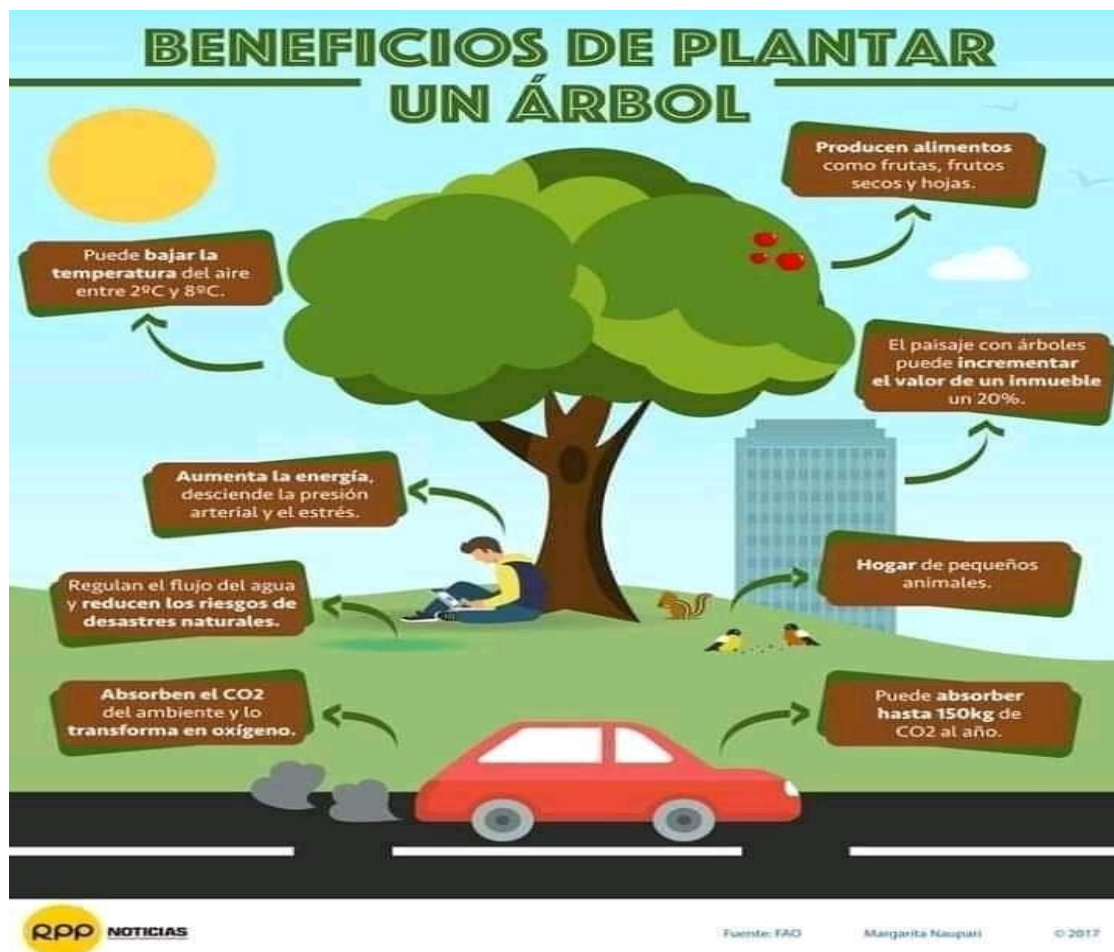 BENEFICIOS DE PLANTAR
UN ÁRBOL
Producen alimentos
como frutas, frutos
secos y hojas.
Puede bajar la
temperatura del aire
entre 2ºC y 8ºC.
El paisaje con árboles
puede incrementar
el valor de un inmueble
un 20%.
Aumenta la energía,
desciende la presión
arterial y el estrés.
Hogar de pequeños
animales.
Regulan el flujo del agua
y reducen los riesgos de
desastres naturales.
Absorben el CO2
del ambiente y lo
transforma en oxígeno.
Puede absorber
hasta 150kg de
CO2 al año.
RPP NOTICIAS
Fuente: FAO
Margarita Naupari
© 2017